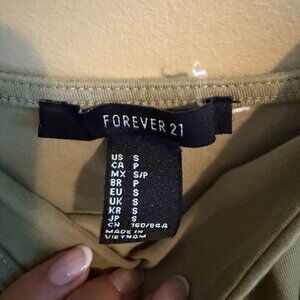 FOREVER 21
US S
CA P
MX S/P
BR P
EU S
UK S
KR S
JP S
CN 160/84A
MADE IN
VIETNAM